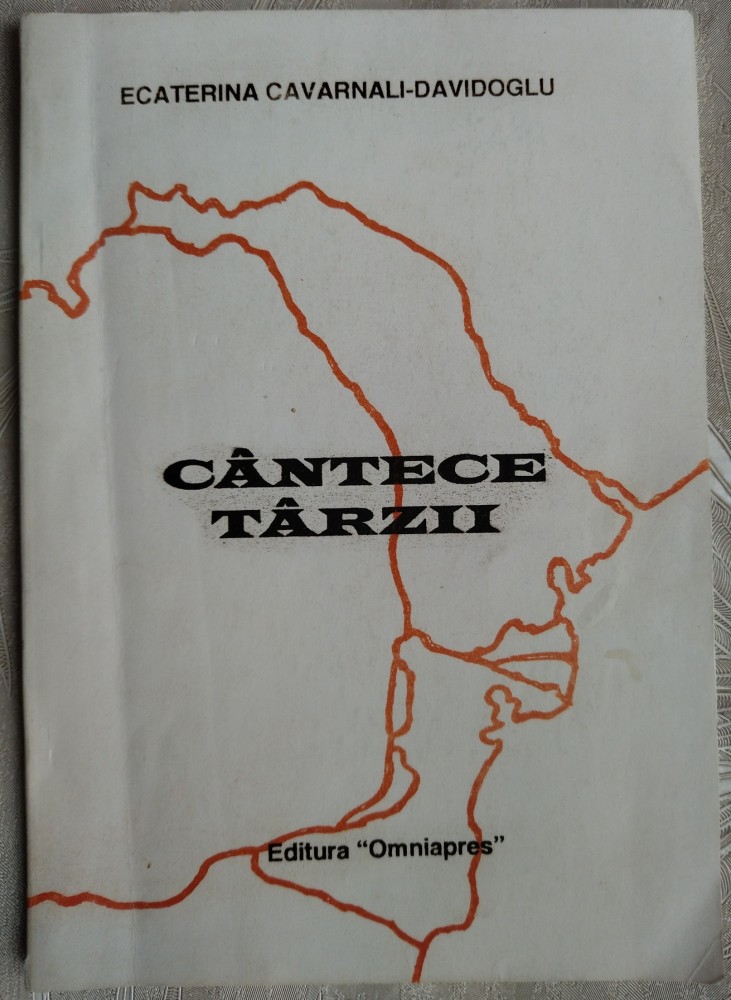 ECATERINA CAVARNALI-DAVIDOGLU
CÂNTECE
TÂRZII
Editura “Omniapres”